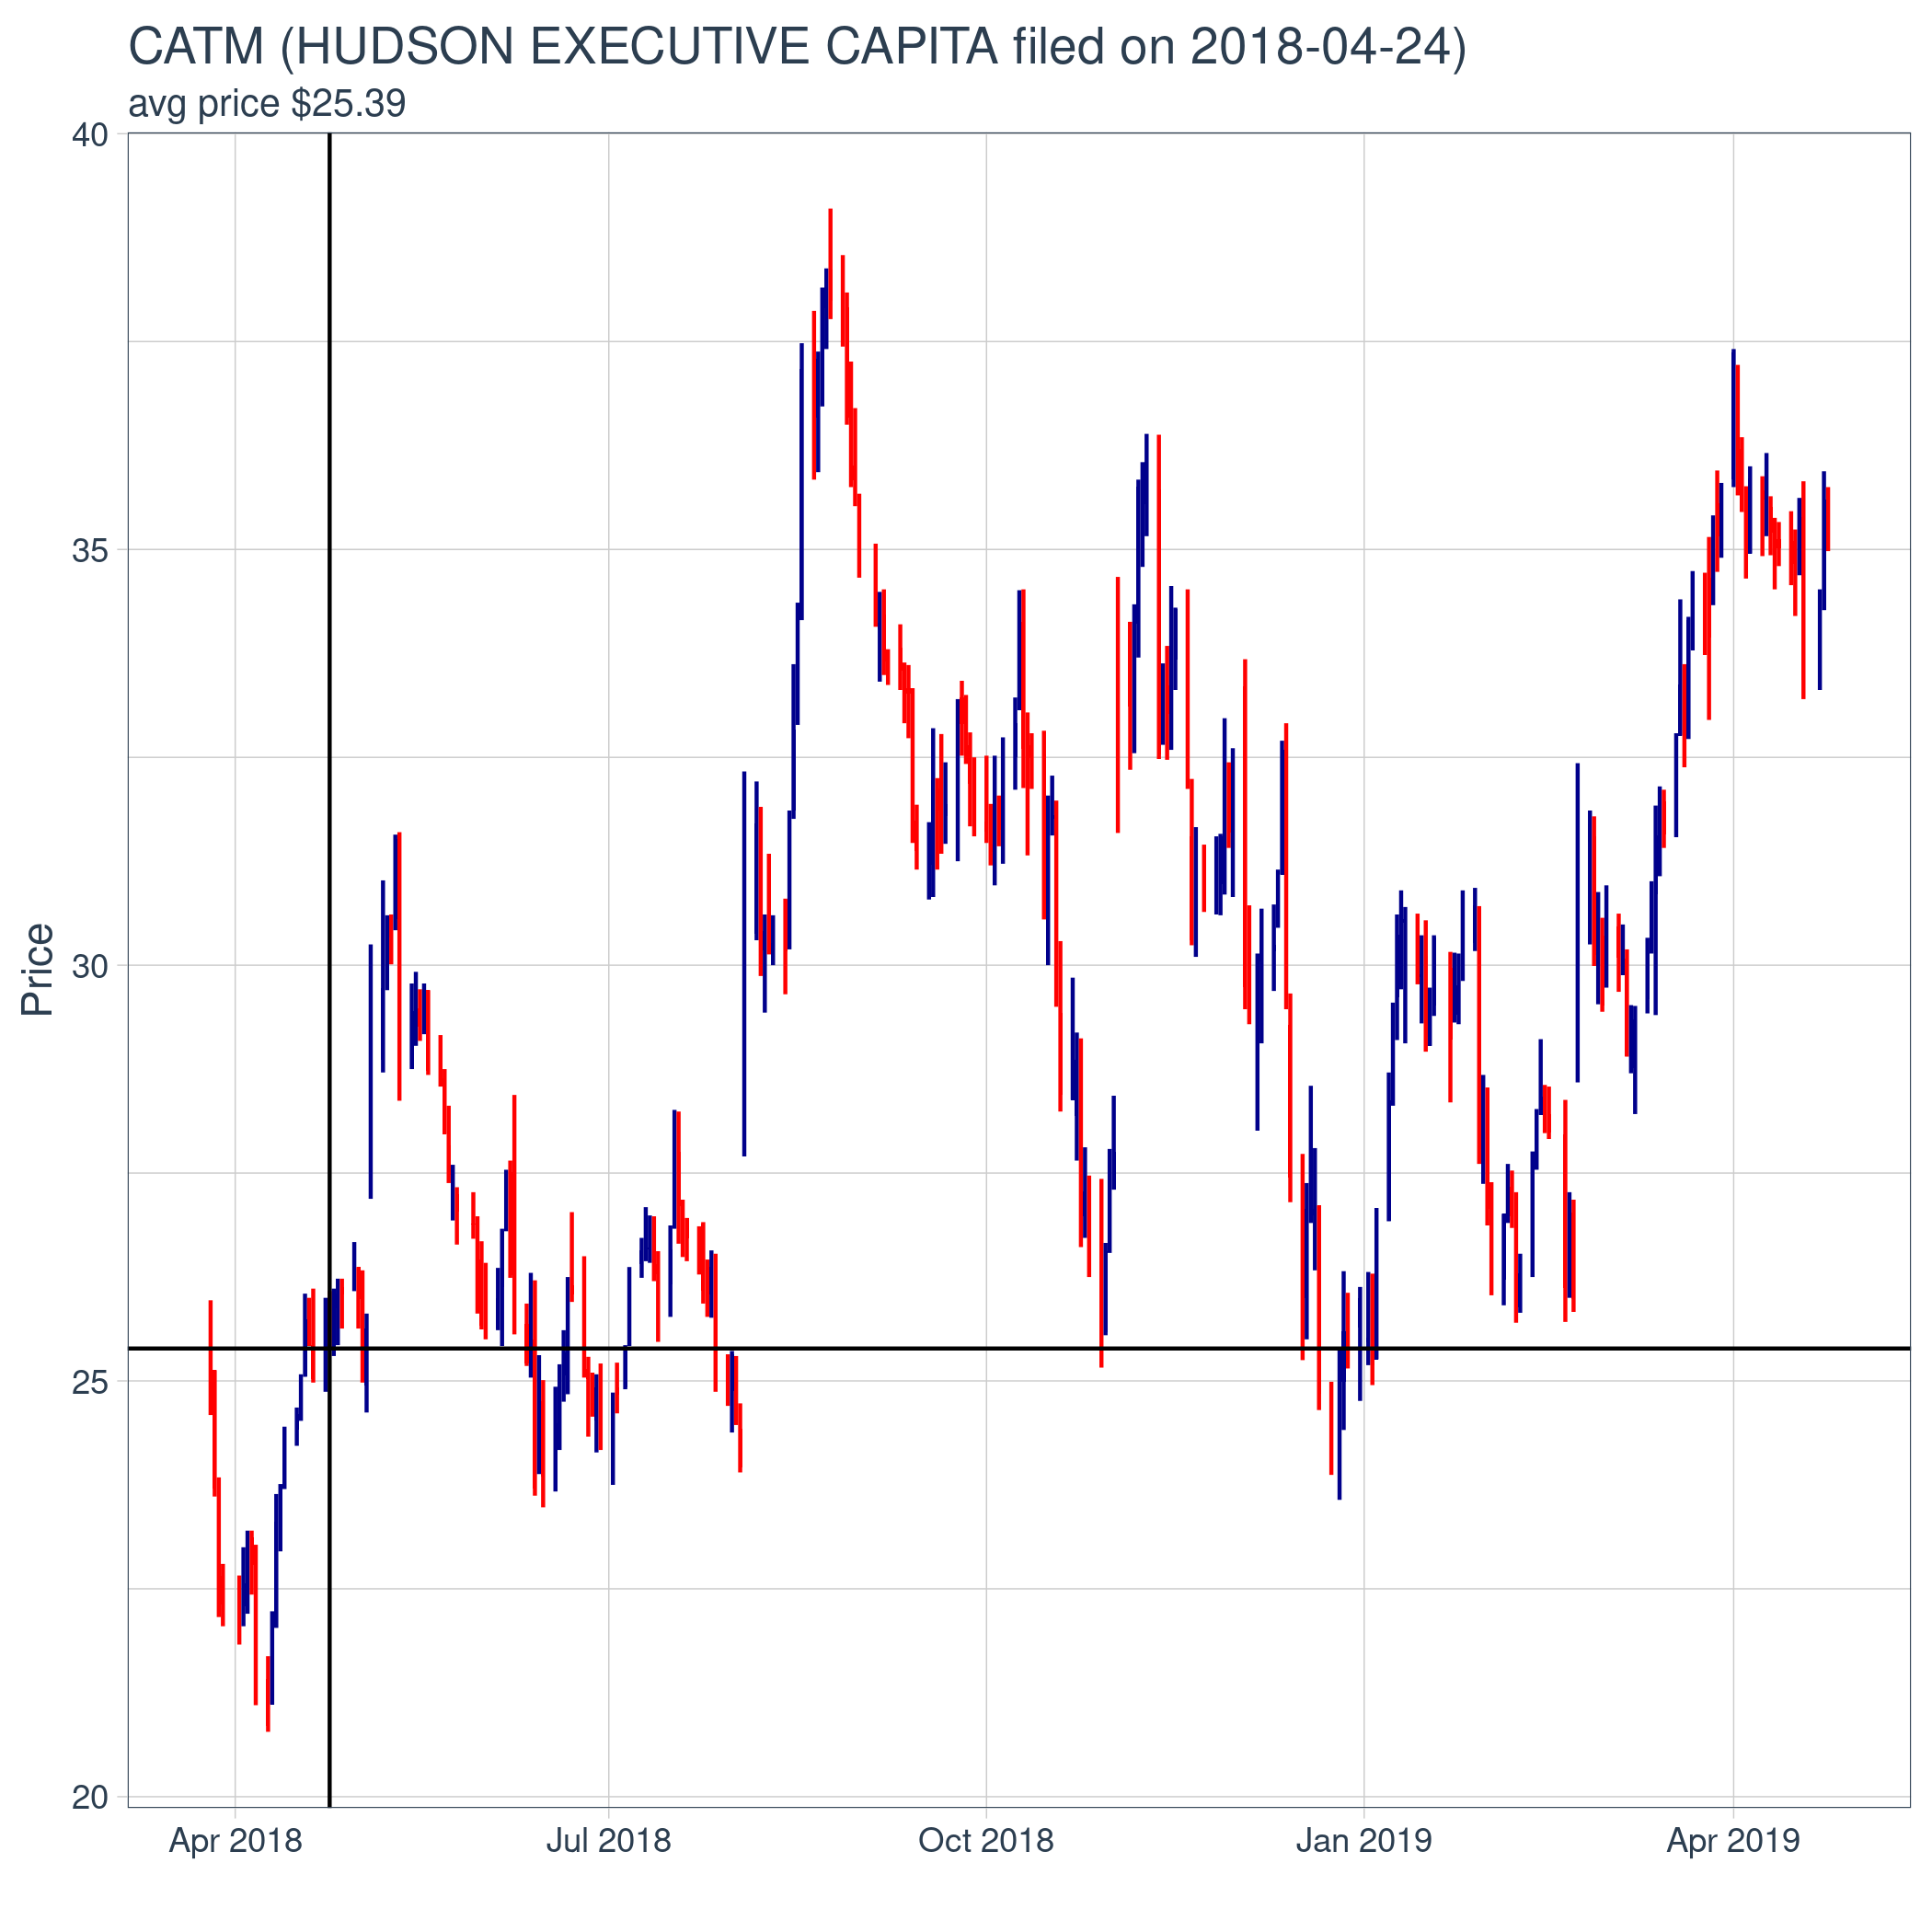 CATM (HUDSON EXECUTIVE CAPITA filed on 2018-04-24)
avg price $25.39
40
35
30
25
20
Price
Apr 2018 Jul 2018 Oct 2018 Jan 2019 Apr 2019